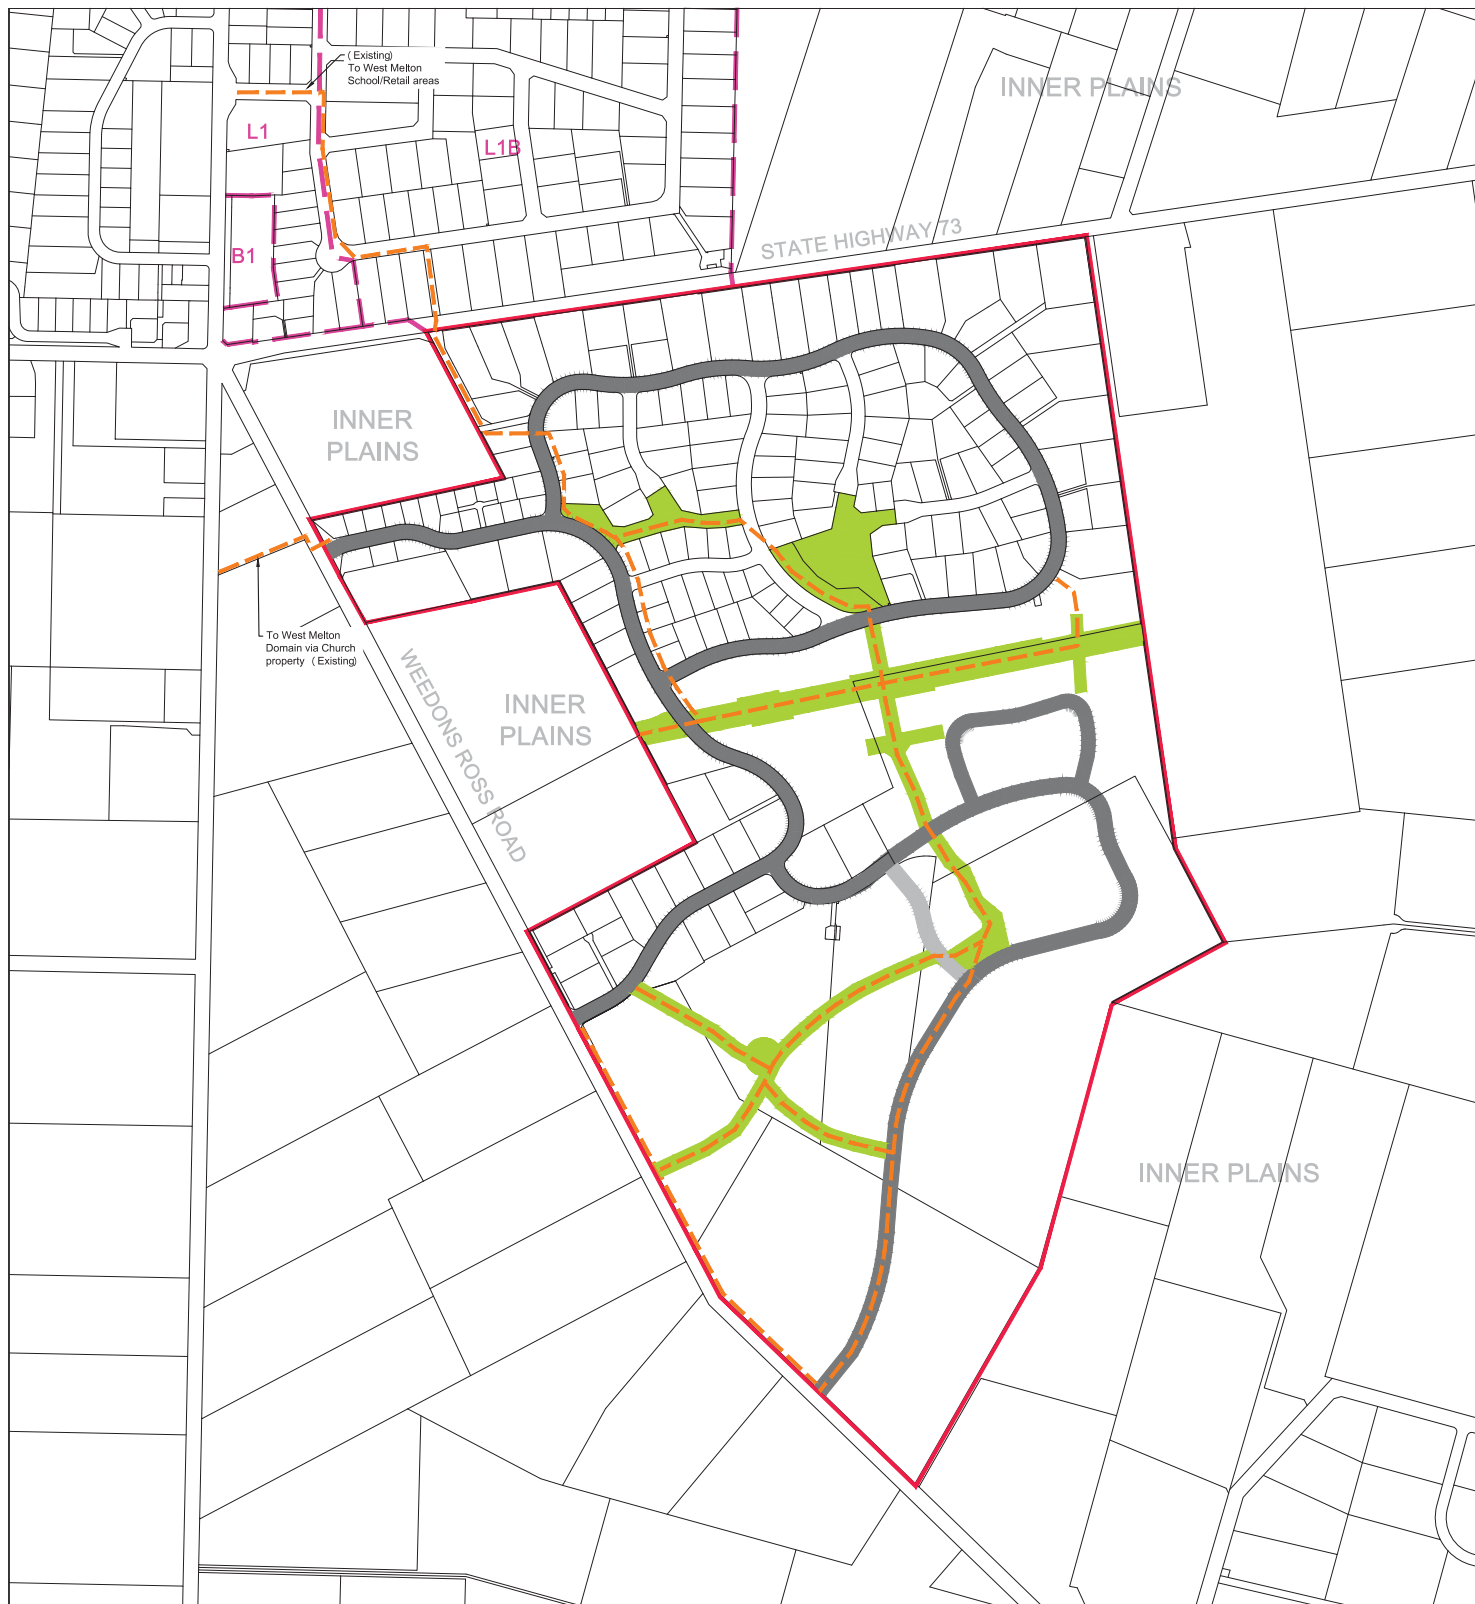 ( Existing)
To West Melton
School/Retail areas
INNER PLAINS
L1
L1B
B1
STATE HIGHWAY 73
INNER
PLAINS
To West Melton
Domain via Church
property ( Existing)
WEEDONS ROSS ROAD
INNER
PLAINS
INNER PLAINS